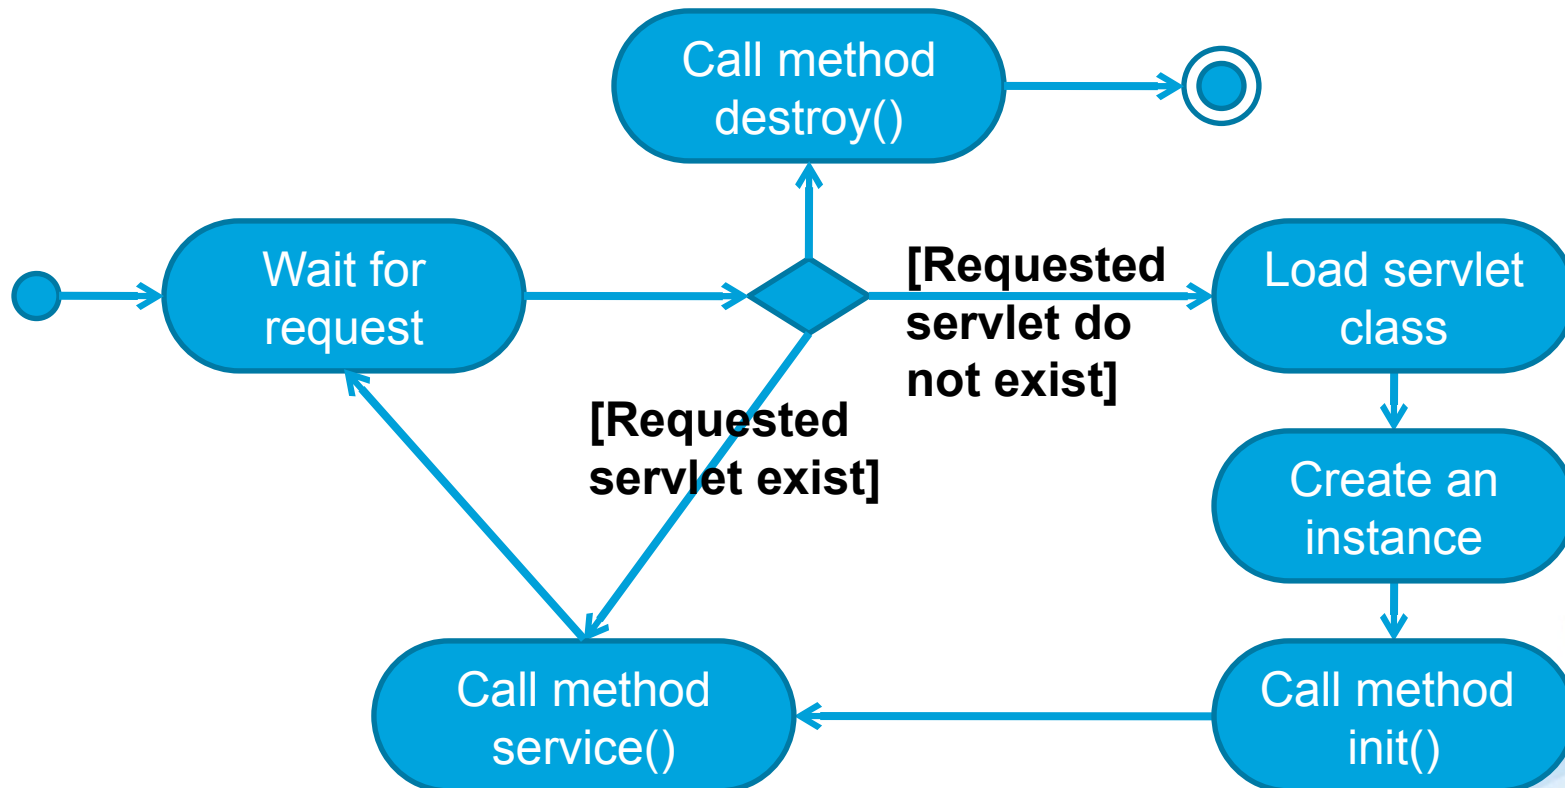 Call method
destroy()
Wait for
request
[Requested
servlet do
not exist]
Load servlet
class
[Requested
servlet exist]
Create an
instance
Call method
service()
Call method
init()